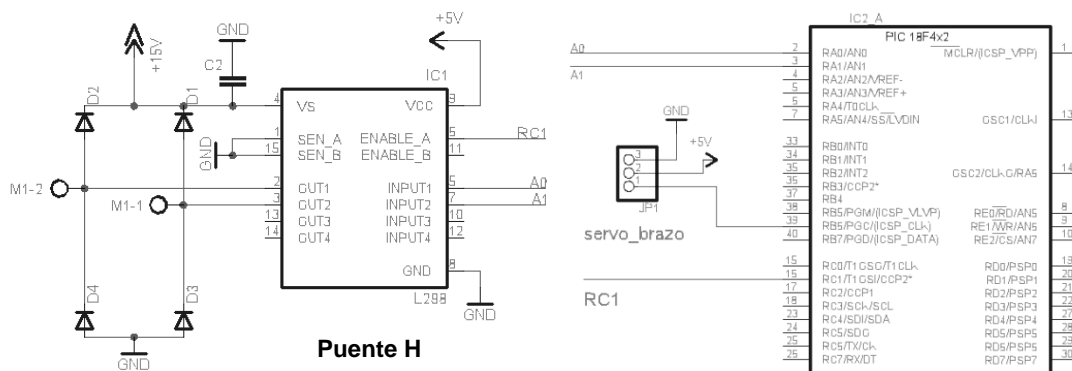 GND
+15V
C2
D2
D1
+5V
IC1
4 VS VCC 9
1 SEN_A ENABLE_A 6 RC1
15 SEN_B ENABLE_B 11
GND
M1-2
M1-1
2 OUT1 INPUT1 5 A0
3 OUT2 INPUT2 7 A1
13 OUT3 INPUT3 10
14 OUT4 INPUT4 12
GND 8
L298
D4
D3
GND
GND
Puente H
IC2_A
PIC 18F4x2
A0
A1
GND
+5V
3
2
1
JP1
servo_brazo
RC1
2 RA0/AN0
3 RA1/AN1
4 RA2/AN2/VREF-
5 RA3/AN3/VREF+
6 RA4/T0CLK
7 RA5/AN4/SS/LVDIN
33 RB0/INT0
34 RB1/INT1
35 RB2/INT2
RB3/CCP2*
RB4
38 RB5/PGM/(ICSP_VLVP)
39 RB6/PGC/(ICSP_CLK)
40 RB7/PGD/(ICSP_DATA)
15 RC0/T1OSO/T1CLK
RC1/T1OSI/CCP2*
17 RC2/CCP1
18 RC3/SCK/SCL
23 RC4/SDI/SDA
24 RC5/SDO
RC6/TX/CK
RC7/RX/DT
MCLR/(ICSP_VPP) 1
OSC1/CLKI 13
OSC2/CLKO/RA6 14
RE0/RD/AN5 8
RE1/WR/AN6 9
RE2/CS/AN7 10
RD0/PSP0 19
RD1/PSP1 20
RD2/PSP2 21
RD3/PSP3 22
RD4/PSP4 27
RD5/PSP5 28
RD6/PSP6 29
RD7/PSP7 30